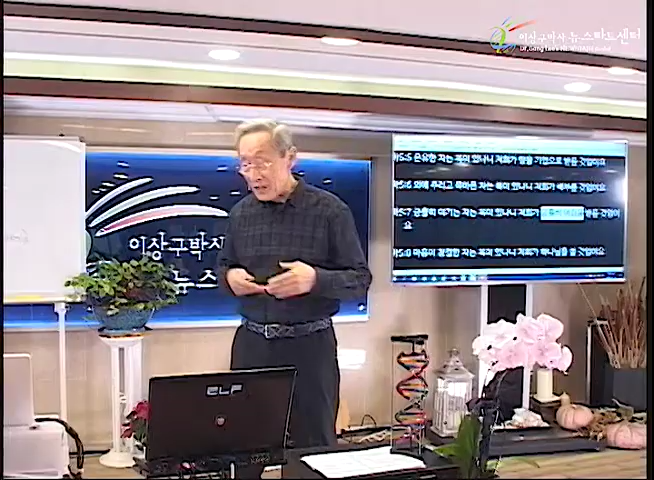 이상구박사 뉴스타트센터
Dr.SangLee's NEWSTART Center
이상구박사
뉴스
마5:5 온유한 자는 복이 있나니 저희가 땅을 기업으로 받을 것임이요
마5:6 의에 주리고 목마른 자는 복이 있나니 저희가 배부를 것임이요
마5:7 긍휼히 여기는 자는 복이 있나니 저희가 긍휼히 여김을 받을 것임이
요
마5:8 마음이 청결한 자는 복이 있나니 저희가 하나님을 볼 것임이요
ELF